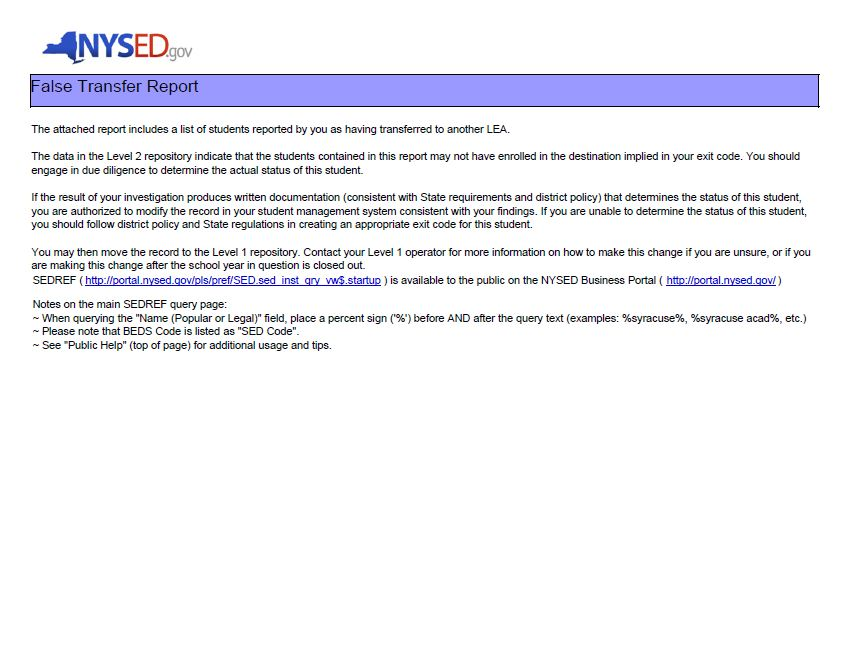 NYSED.gov
False Transfer Report
The attached report includes a list of students reported by you as having transferred to another LEA.
The data in the Level 2 repository indicate that the students contained in this report may not have enrolled in the destination implied in your exit code. You should
engage in due diligence to determine the actual status of this student.
If the result of your investigation produces written documentation (consistent with State requirements and district policy) that determines the status of this student,
you are authorized to modify the record in your student management system consistent with your findings. If you are unable to determine the status of this student,
you should follow district policy and State regulations in creating an appropriate exit code for this student.
You may then move the record to the Level 1 repository. Contact your Level 1 operator for more information on how to make this change if you are unsure, or if you
are making this change after the school year in question is closed out.
SEDREF ( http://portal.nysed.gov/pls/pref/SED.sed_inst_qry_vw$.startup ) is available to the public on the NYSED Business Portal ( http://portal.nysed.gov/ )
Notes on the main SEDREF query page:
~ When querying the "Name (Popular or Legal)" field, place a percent sign ('%') before AND after the query text (examples: %syracuse%, %syracuse acad%, etc.)
~ Please note that BEDS Code is listed as "SED Code".
~ See "Public Help" (top of page) for additional usage and tips.